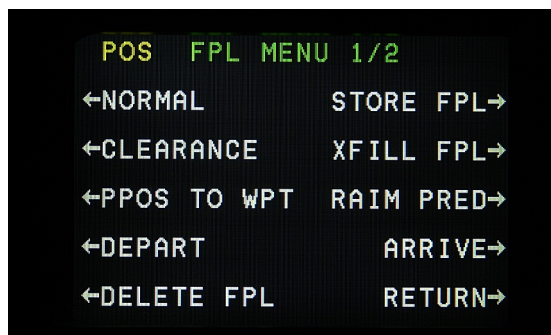 POS FPL MENU 1/2
←NORMAL STORE FPL→
←CLEARANCE XFILL FPL→
←PPOS TO WPT RAIM PRED→
←DEPART ARRIVE→
←DELETE FPL RETURN→